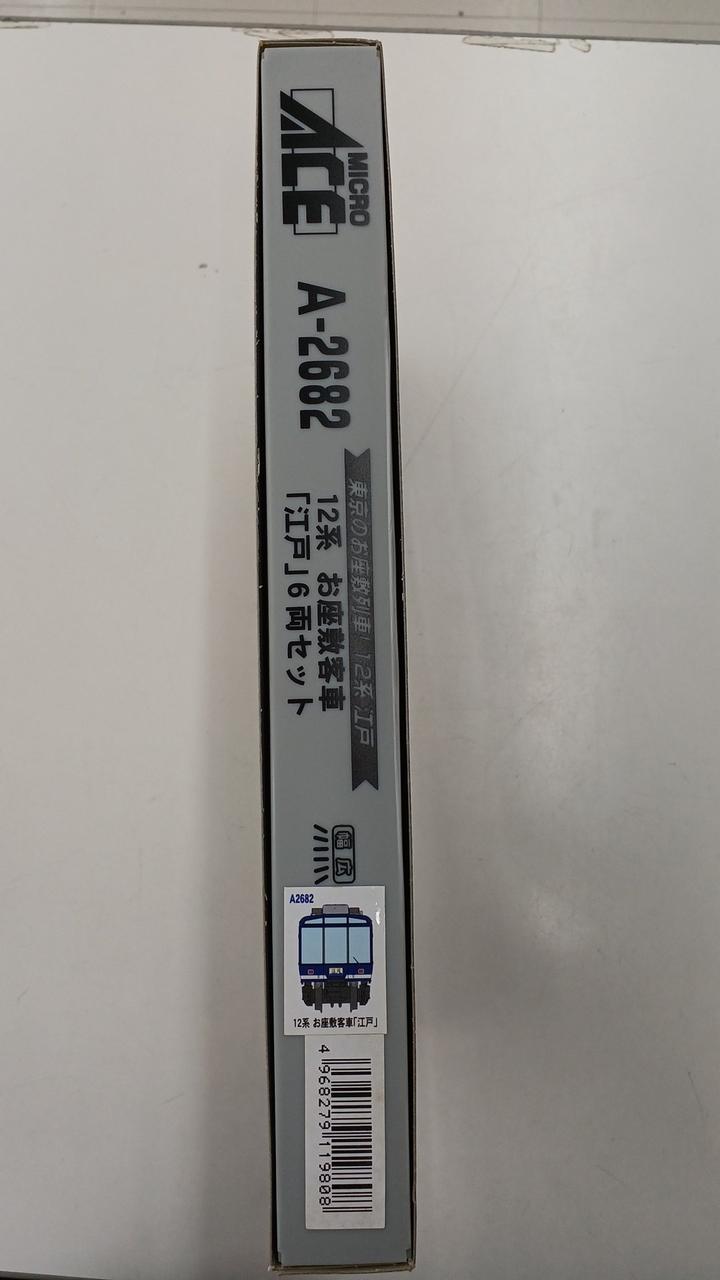 MICRO
ACE
A-2682
東京のお座敷列車! 12系 江戸
12系 お座敷客車
「江戸」6両セット
幅広
A2682
12系 お座敷客車「江戸」
4 968279 119808